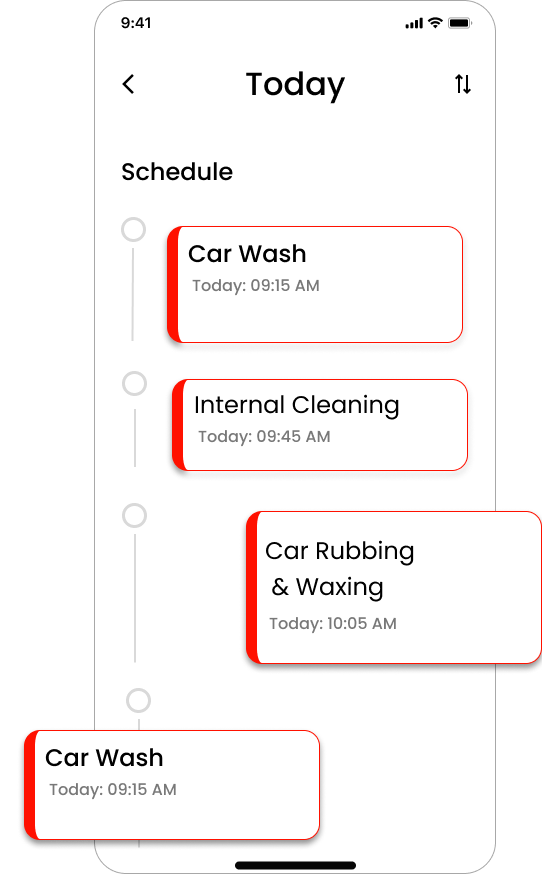 9:41
Today
Schedule
Car Wash
Today: 09:15 AM
Internal Cleaning
Today: 09:45 AM
Car Rubbing
& Waxing
Today: 10:05 AM
Car Wash
Today: 09:15 AM